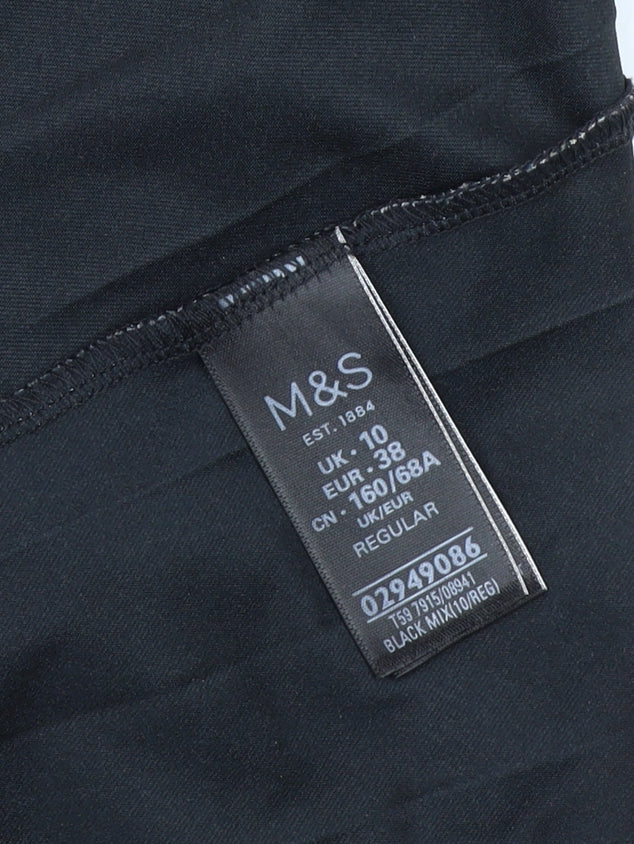 M&S
EST. 1884
UK · 10
EUR · 38
CN · 160/68A
UK/EUR
REGULAR
02949086
T59 7915/08941
BLACK MIX(10/REG)